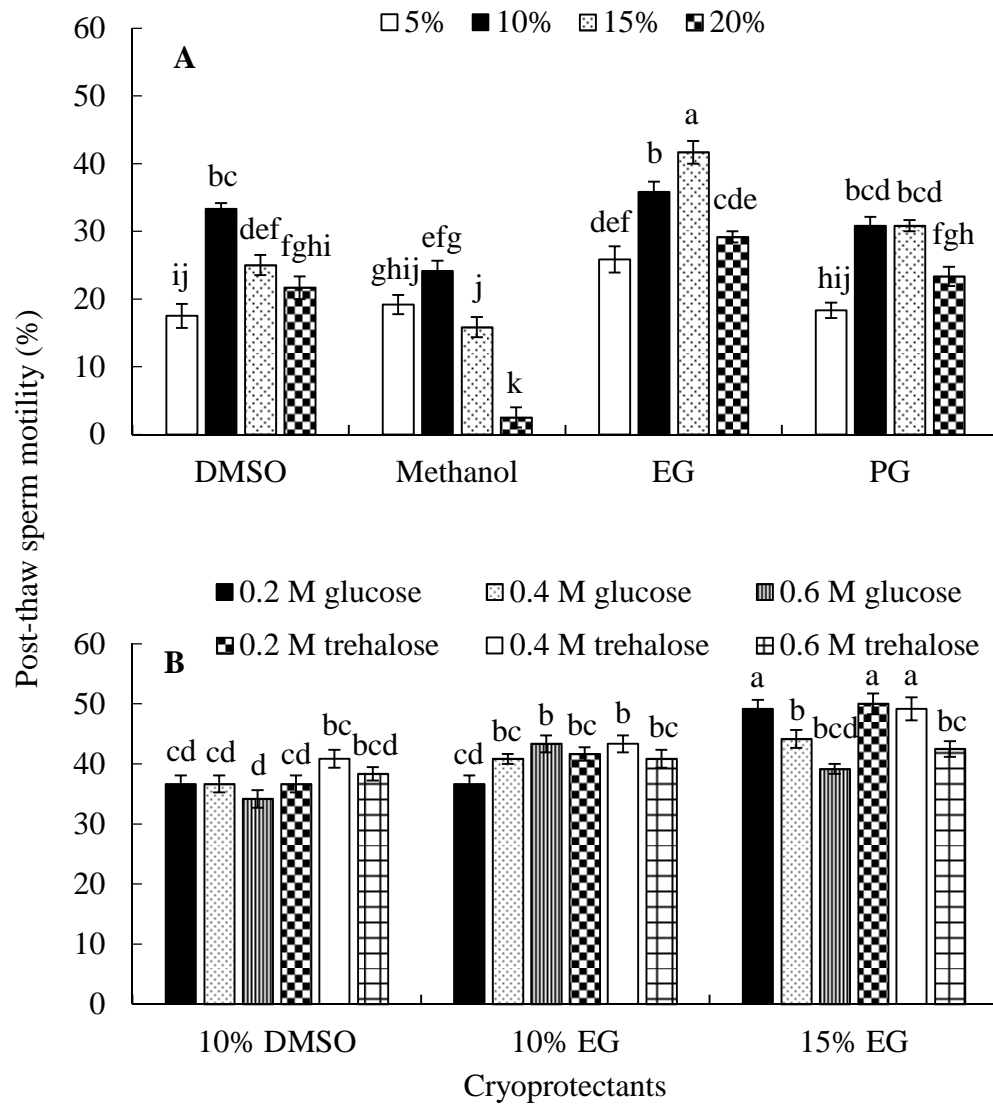 5% 10% 15% 20%
A
60
50
40
30
20
10
0
ij bc def fghi
ghij efg j k
def b a cde
hij bcd bcd fgh
DMSO Methanol EG PG
Post-thaw sperm motility (%)
0.2 M glucose 0.4 M glucose 0.6 M glucose
0.2 M trehalose 0.4 M trehalose 0.6 M trehalose
B
60
50
40
30
20
10
0
cd cd d cd bc bcd
cd bc b bc b bc
a b bcd a a bc
10% DMSO 10% EG 15% EG
Cryoprotectants